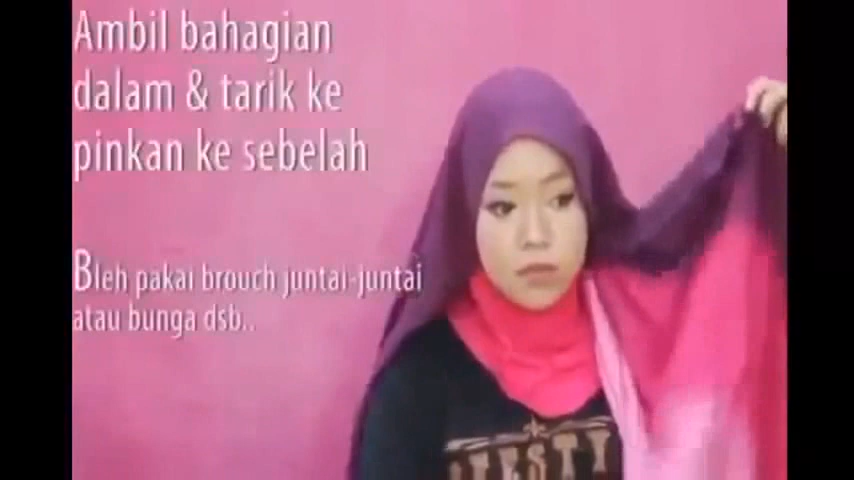 Ambil bahagian
dalam & tarik ke
pinkan ke sebelah
Bleh pakai brouch juntai-juntai
atau bunga dsb..